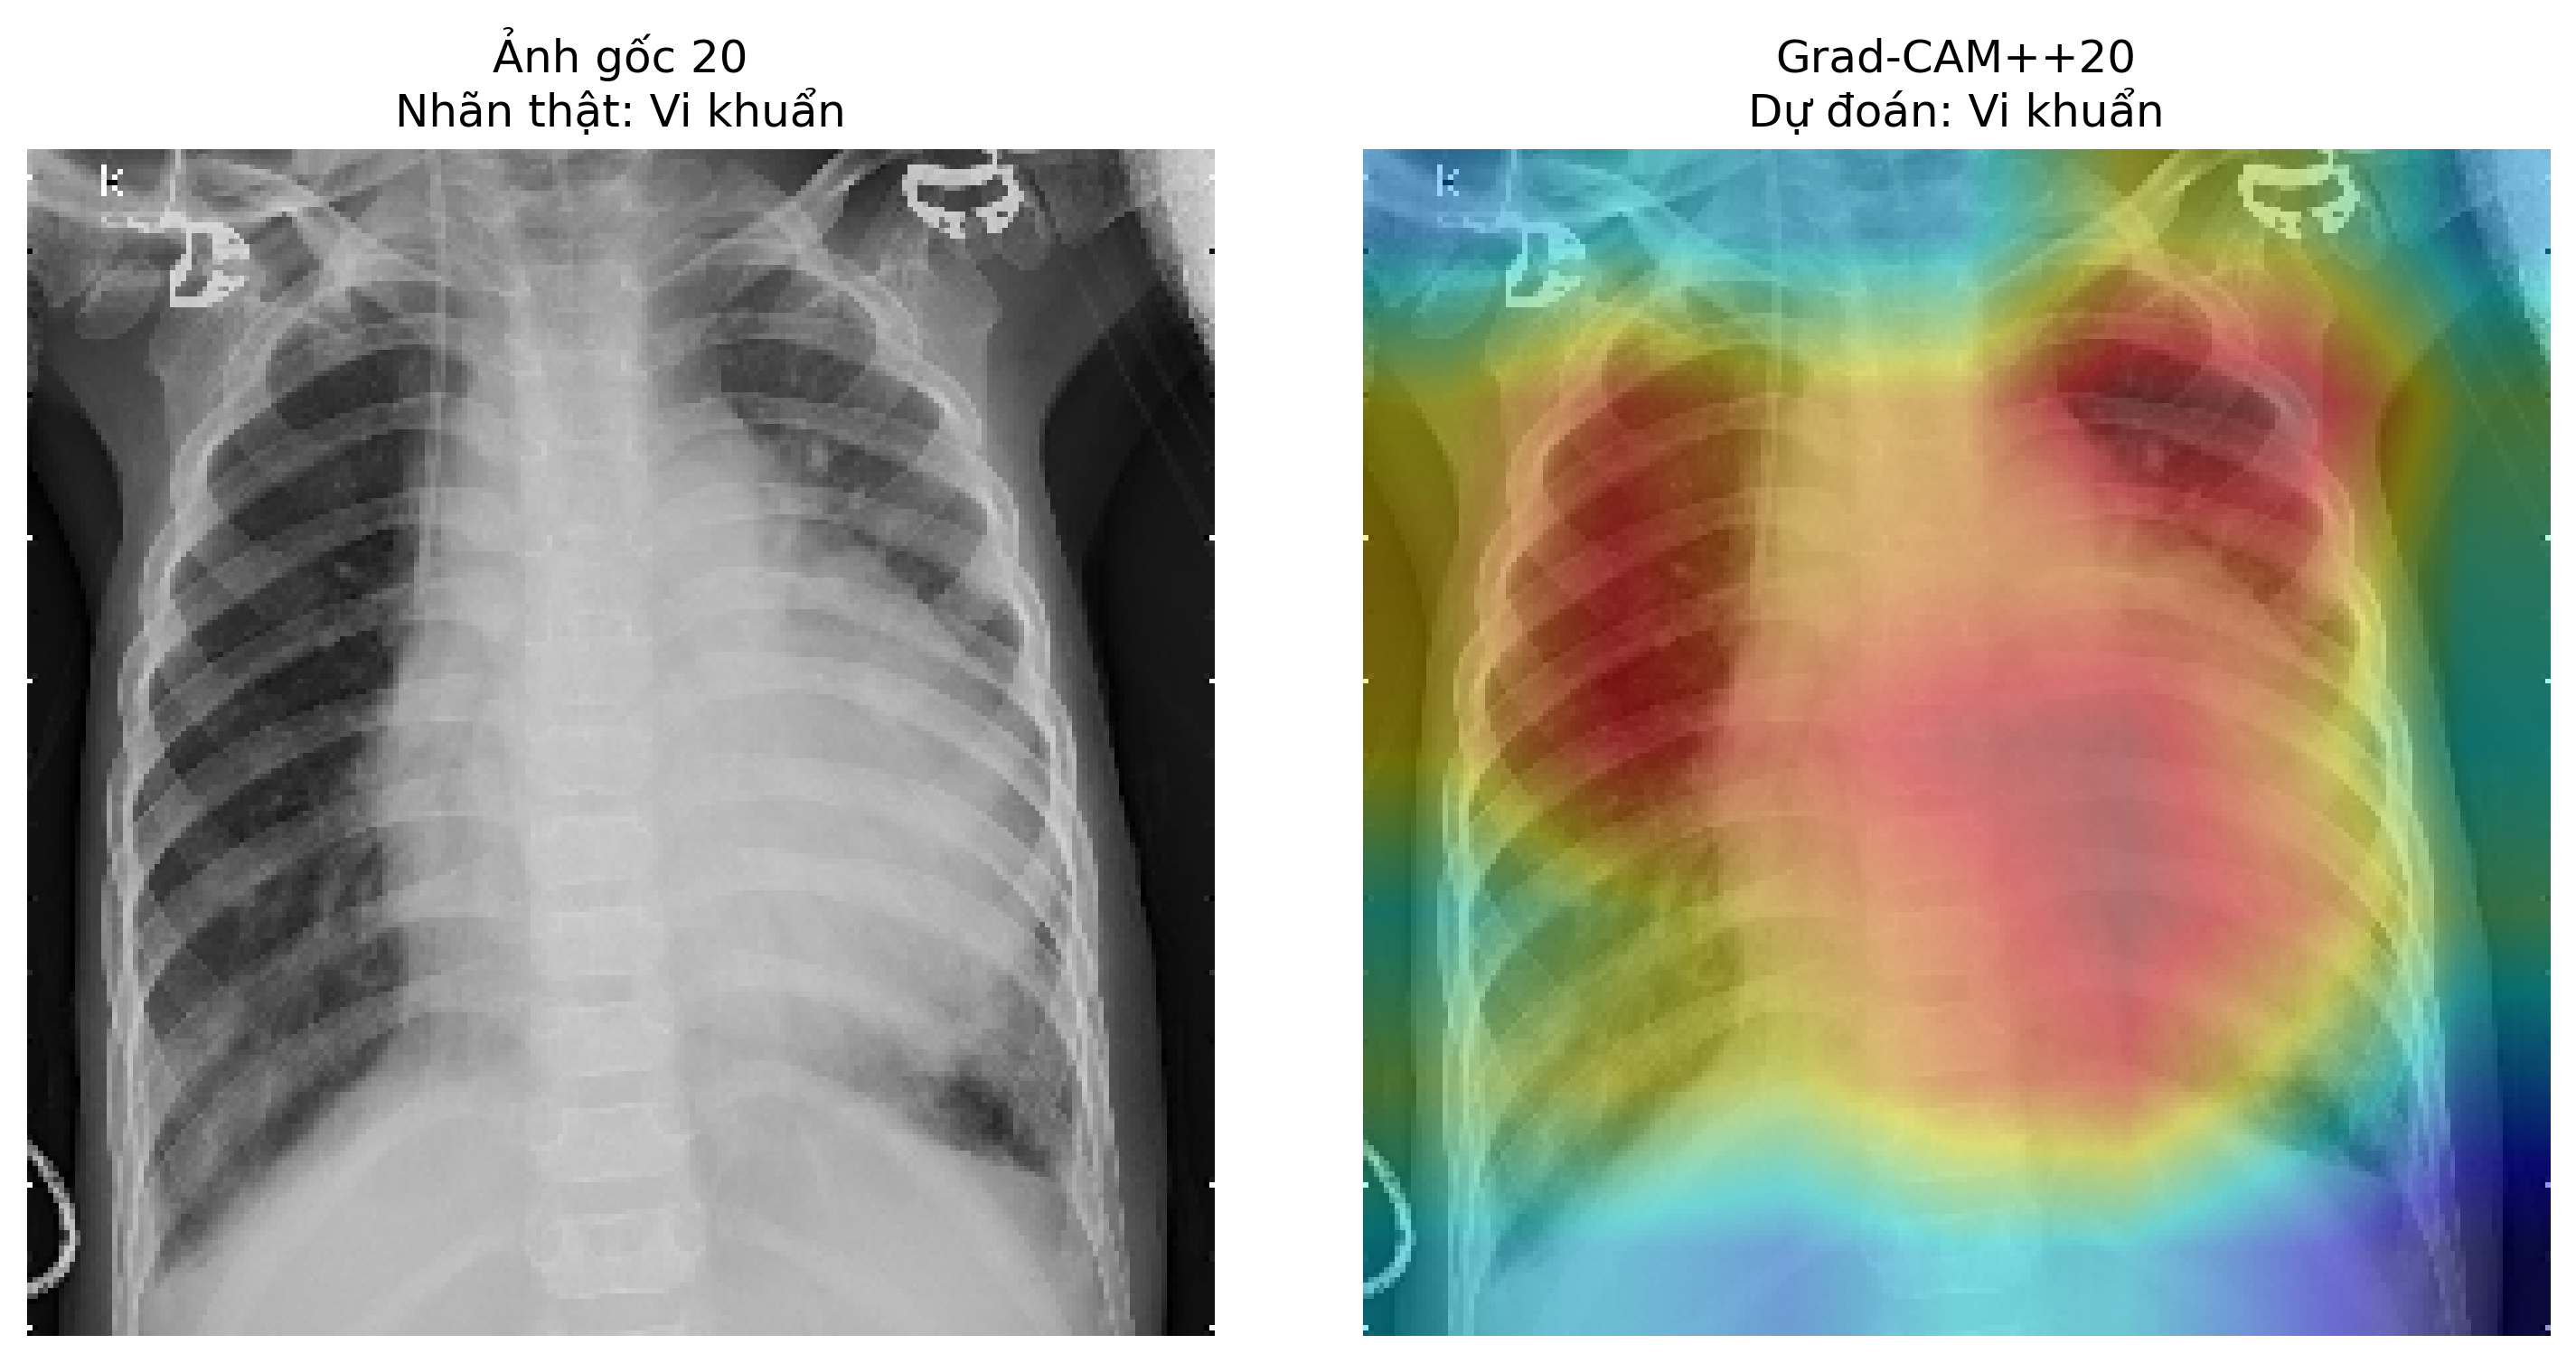 Ảnh gốc 20
Nhãn thật: Vi khuẩn
Grad-CAM++20
Dự đoán: Vi khuẩn